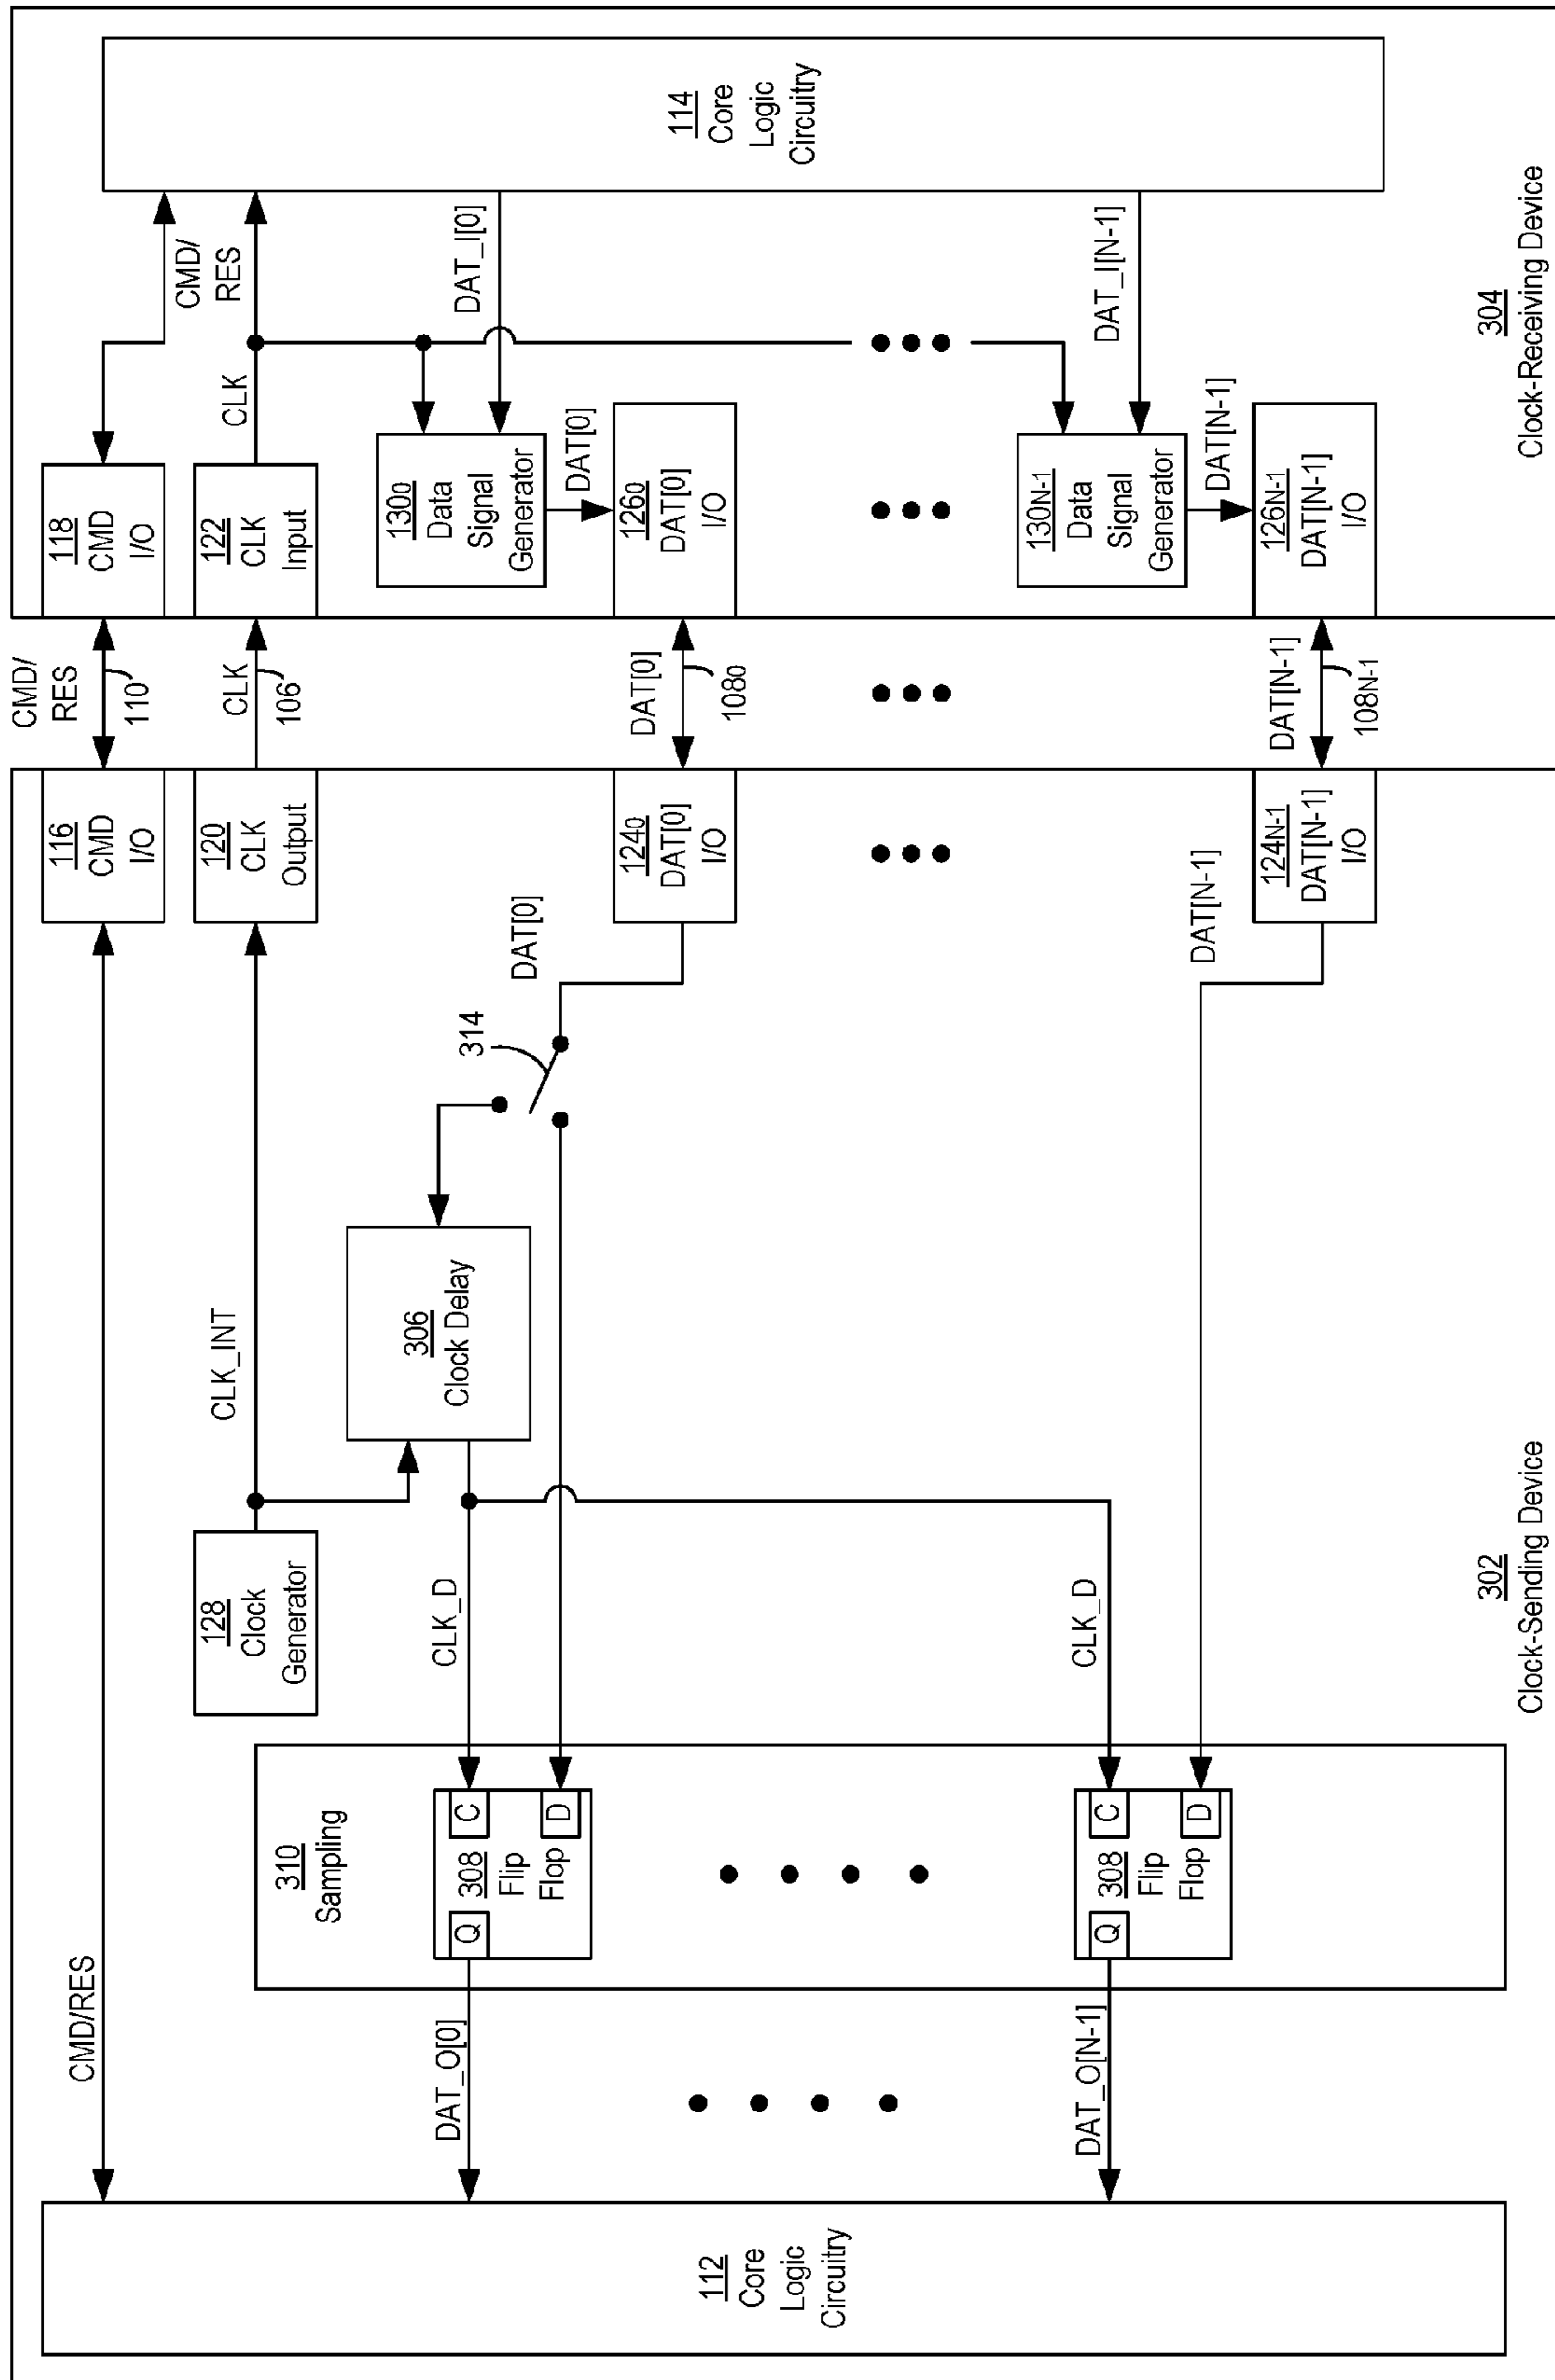 112
Core
Logic
Circuitry
CMD/RES
DAT_O[0]
DAT_O[N-1]
310
Sampling
Q
308
Flip
Flop
C
D
Q
308
Flip
Flop
C
D
128
Clock
Generator
CLK_INT
CLK_D
CLK_D
306
Clock Delay
314
DAT[0]
DAT[N-1]
116
CMD
I/O
120
CLK
Output
124₀
DAT[0]
I/O
124N-1
DAT[N-1]
I/O
302
Clock-Sending Device
CMD/
RES
110
CLK
106
DAT[0]
108₀
DAT[N-1]
108N-1
118
CMD
I/O
122
CLK
Input
CMD/
RES
CLK
130₀
Data
Signal
Generator
DAT[0]
126₀
DAT[0]
I/O
DAT_I[0]
130N-1
Data
Signal
Generator
DAT[N-1]
126N-1
DAT[N-1]
I/O
DAT_I[N-1]
114
Core
Logic
Circuitry
304
Clock-Receiving Device